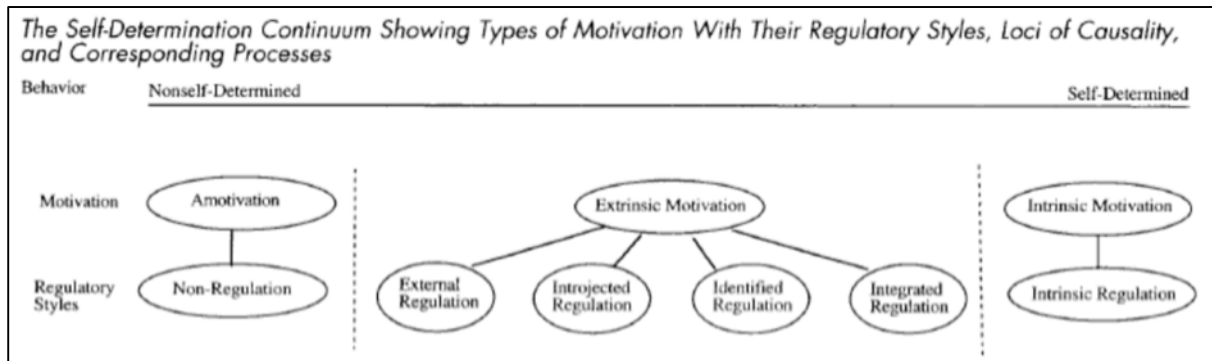 The Self-Determination Continuum Showing Types of Motivation With Their Regulatory Styles, Loci of Causality,
and Corresponding Processes
Behavior Nonself-Determined Self-Determined
Motivation Amotivation Extrinsic Motivation Intrinsic Motivation
Regulatory
Styles
Non-Regulation
External
Regulation
Introjected
Regulation
Identified
Regulation
Integrated
Regulation
Intrinsic Regulation